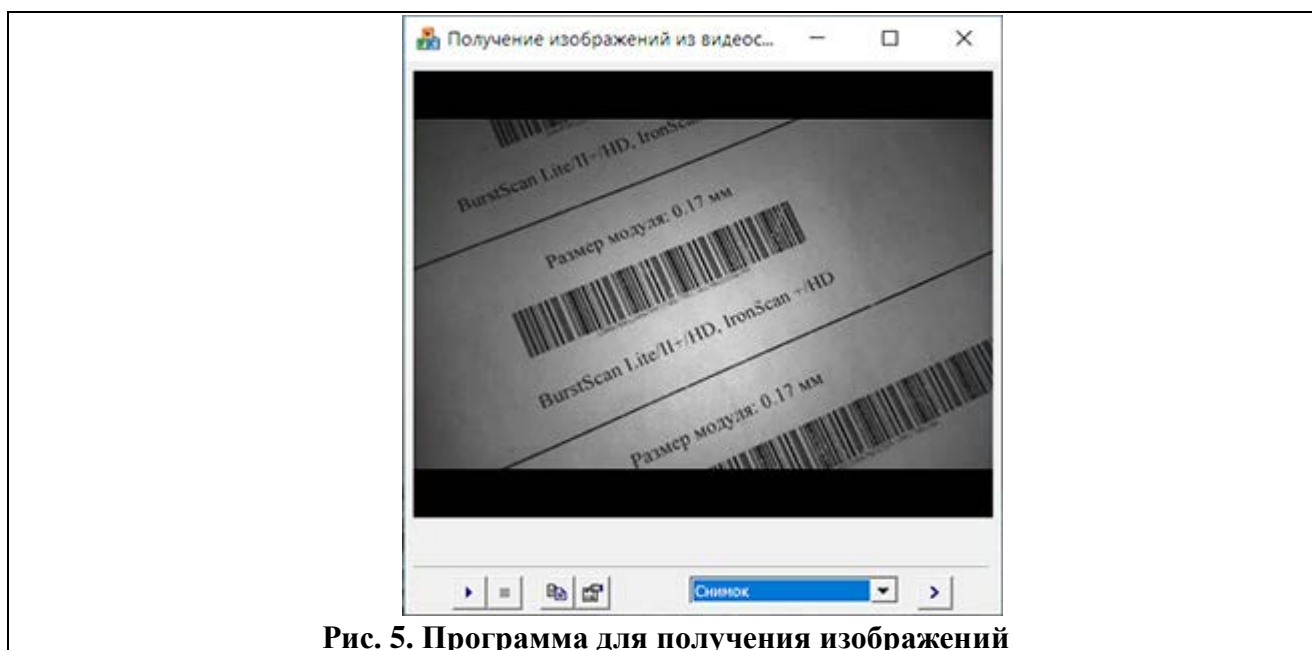 Получение изображений из видеос...
BurstScan Lite/II+/HD, IronSca
Размер модуля: 0.17 мм
BurstScan Lite/II+/HD, IronScan +/HD
Размер модуля: 0.17 мм
Снимок
Рис. 5. Программа для получения изображений